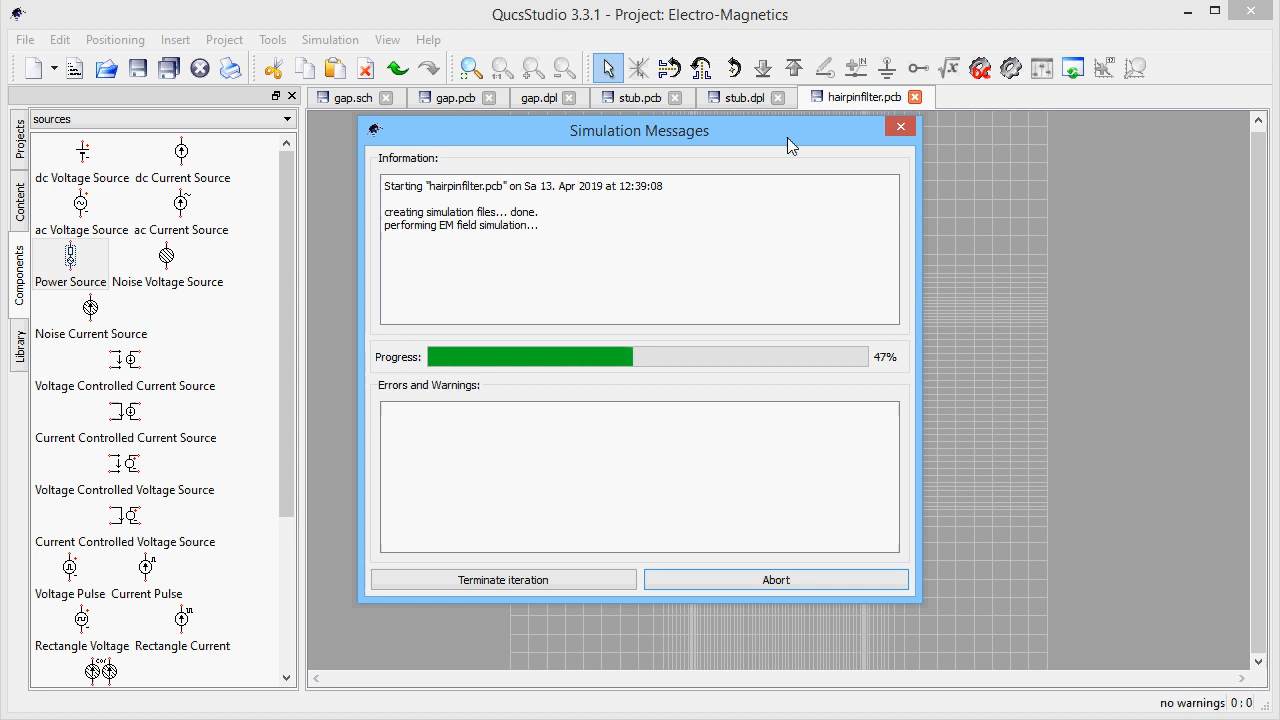 QucsStudio 3.3.1 - Project: Electro-Magnetics
File Edit Positioning Insert Project Tools Simulation View Help
gap.sch gap.pcb gap.dpl stub.pcb stub.dpl hairpinfilter.pcb
Projects
Content
Components
Library
sources
dc Voltage Source dc Current Source
ac Voltage Source ac Current Source
Power Source Noise Voltage Source
Noise Current Source
Voltage Controlled Current Source
Current Controlled Current Source
Voltage Controlled Voltage Source
Current Controlled Voltage Source
Voltage Pulse Current Pulse
Rectangle Voltage Rectangle Current
Simulation Messages
Information:
Starting "hairpinfilter.pcb" on Sa 13. Apr 2019 at 12:39:08
creating simulation files... done.
performing EM field simulation...
Progress: 47%
Errors and Warnings:
Terminate iteration Abort
no warnings 0 : 0